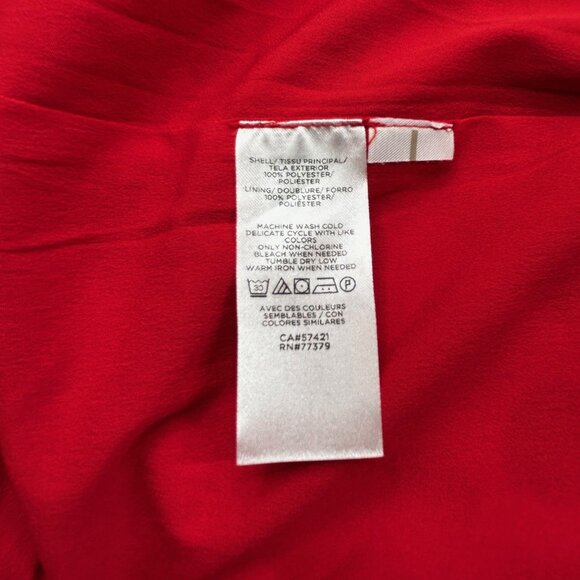 SHELL/ TISSU PRINCIPAL/
TELA EXTERIOR
100% POLYESTER/
POLIÉSTER
LINING/ DOUBLURE/ FORRO
100% POLYESTER/
POLIÉSTER
MACHINE WASH COLD
DELICATE CYCLE WITH LIKE
COLORS
ONLY NON-CHLORINE
BLEACH WHEN NEEDED
TUMBLE DRY LOW
WARM IRON WHEN NEEDED
30 P
AVEC DES COULEURS
SEMBLABLES / CON
COLORES SIMILARES
CA#57421
RN#77379